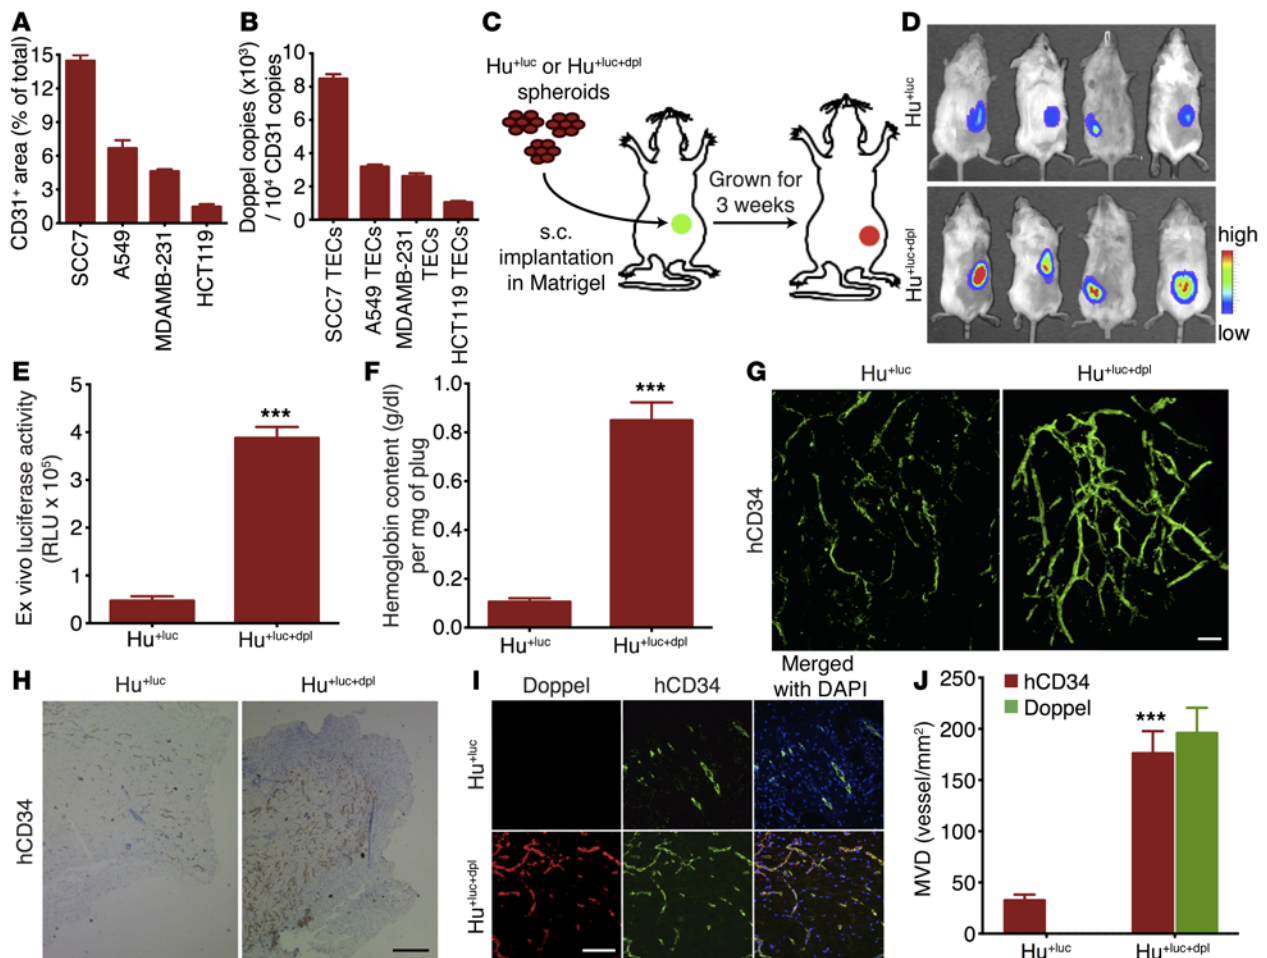 A
CD31⁺ area (% of total)
15
12
9
6
3
0
SCC7
A549
MDAMB-231
HCT119
B
Doppel copies (x10³)
/ 10⁴ CD31 copies
10
8
6
4
2
0
SCC7 TECs
A549 TECs
MDAMB-231
TECs
HCT119 TECs
C
Hu⁺ˡᵘᶜ or Hu⁺ˡᵘᶜ⁺ᵈᵖˡ
spheroids
s.c.
implantation
in Matrigel
Grown for
3 weeks
D
Hu⁺ˡᵘᶜ
Hu⁺ˡᵘᶜ⁺ᵈᵖˡ
high
low
E
Ex vivo luciferase activity
(RLU x 10⁵)
5
4
3
2
1
0
***
Hu⁺ˡᵘᶜ
Hu⁺ˡᵘᶜ⁺ᵈᵖˡ
F
Hemoglobin content (g/dl)
per mg of plug
1.0
0.8
0.6
0.4
0.2
0.0
***
Hu⁺ˡᵘᶜ
Hu⁺ˡᵘᶜ⁺ᵈᵖˡ
G
Hu⁺ˡᵘᶜ
Hu⁺ˡᵘᶜ⁺ᵈᵖˡ
hCD34
H
Hu⁺ˡᵘᶜ
Hu⁺ˡᵘᶜ⁺ᵈᵖˡ
hCD34
I
Doppel
hCD34
Merged
with DAPI
Hu⁺ˡᵘᶜ
Hu⁺ˡᵘᶜ⁺ᵈᵖˡ
J
MVD (vessel/mm²)
250
200
150
100
50
0
hCD34
Doppel
***
Hu⁺ˡᵘᶜ
Hu⁺ˡᵘᶜ⁺ᵈᵖˡ